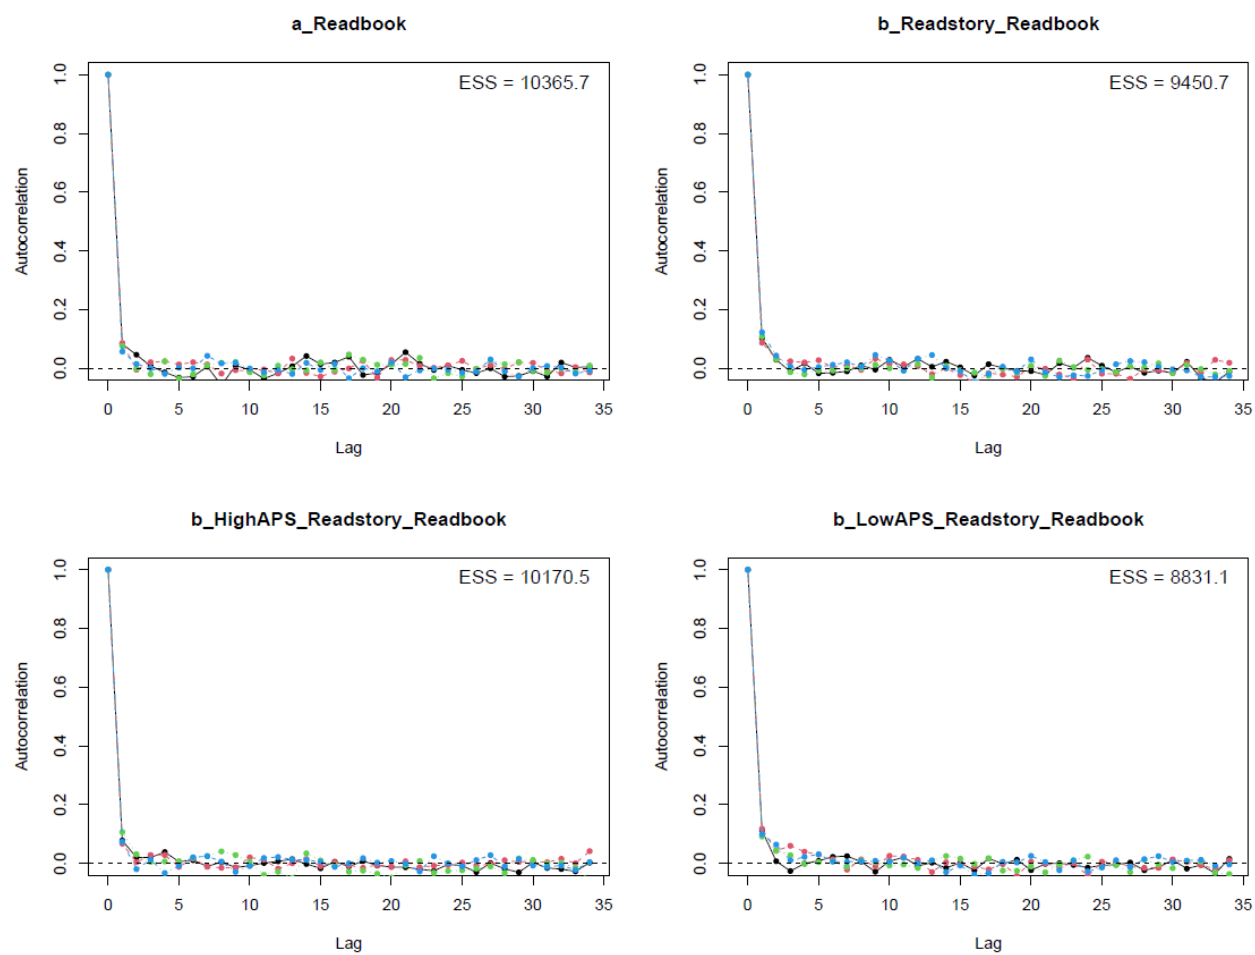 a_Readbook
ESS = 10365.7
Autocorrelation
1.0
0.8
0.6
0.4
0.2
0.0
0 5 10 15 20 25 30 35
Lag
b_Readstory_Readbook
ESS = 9450.7
Autocorrelation
1.0
0.8
0.6
0.4
0.2
0.0
0 5 10 15 20 25 30 35
Lag
b_HighAPS_Readstory_Readbook
ESS = 10170.5
Autocorrelation
1.0
0.8
0.6
0.4
0.2
0.0
0 5 10 15 20 25 30 35
Lag
b_LowAPS_Readstory_Readbook
ESS = 8831.1
Autocorrelation
1.0
0.8
0.6
0.4
0.2
0.0
0 5 10 15 20 25 30 35
Lag